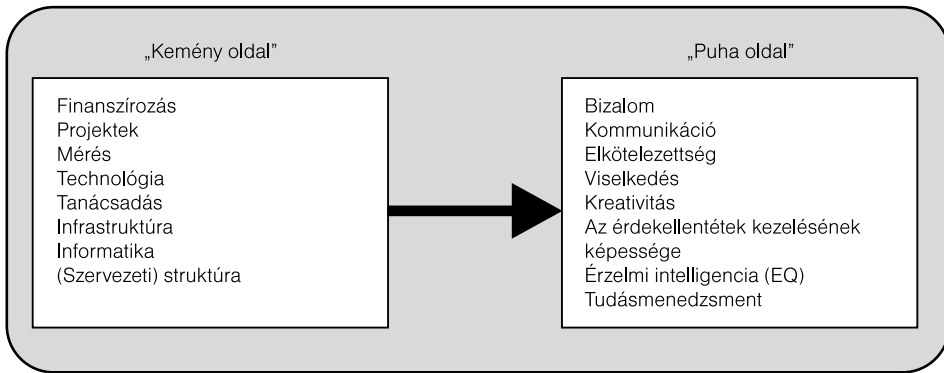 „Kemény oldal”
Finanszírozás
Projektek
Mérés
Technológia
Tanácsadás
Infrastruktúra
Informatika
(Szervezeti) struktúra
„Puha oldal”
Bizalom
Kommunikáció
Elkötelezettség
Viselkedés
Kreativitás
Az érdekellentétek kezelésének
képessége
Érzelmi intelligencia (EQ)
Tudásmenedzsment